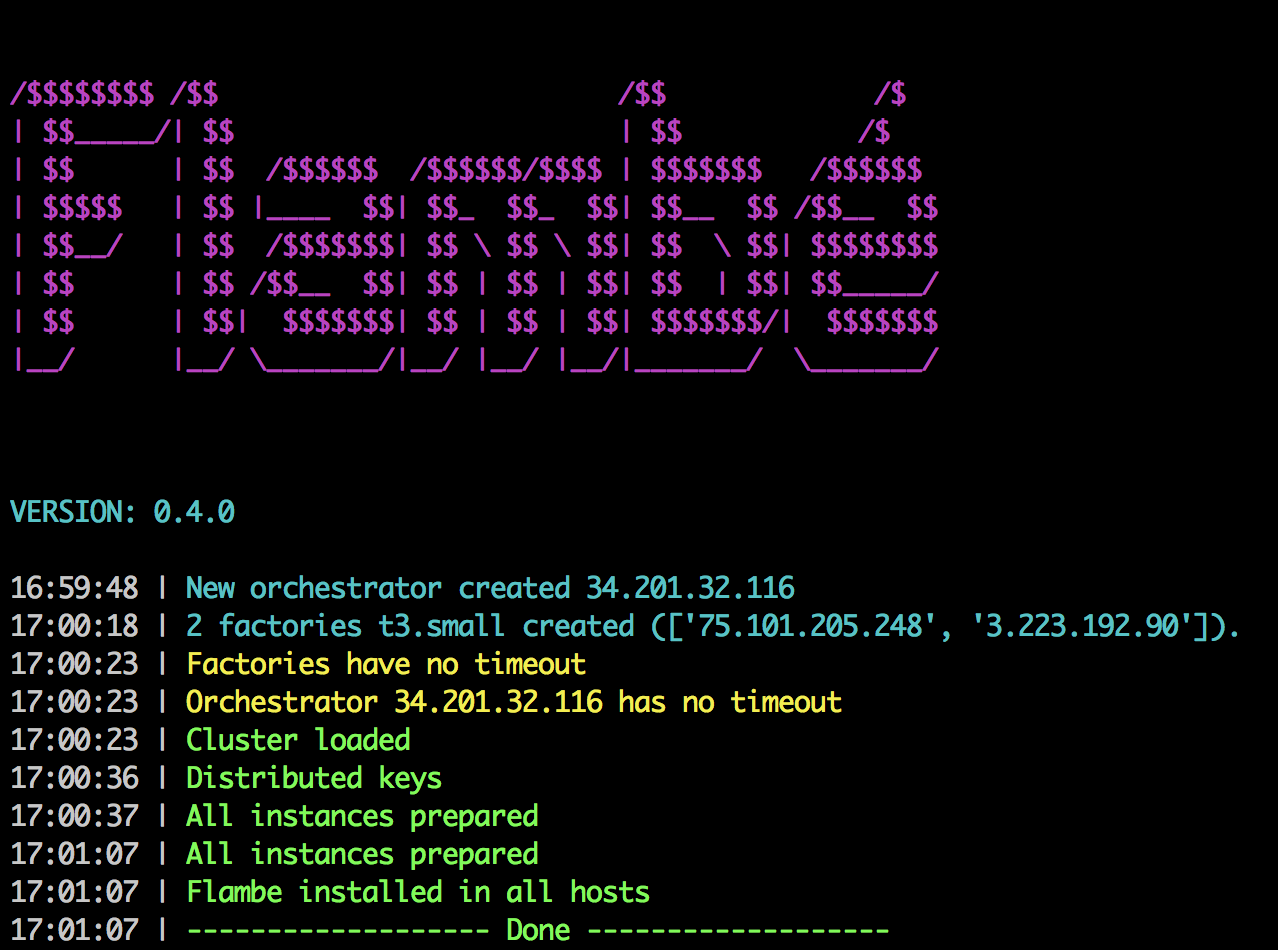 /$$$$$$$$ /$$                         /$$             /$
| $$_____/| $$                        | $$           /$
| $$      | $$  /$$$$$$  /$$$$$$/$$$$ | $$$$$$$   /$$$$$$
| $$$$$   | $$ |____  $$| $$_  $$_  $$| $$__  $$ /$$__  $$
| $$__/   | $$  /$$$$$$$| $$ \ $$ \ $$| $$  \ $$| $$$$$$$$
| $$      | $$ /$$__  $$| $$ | $$ | $$| $$  | $$| $$_____/
| $$      | $$|  $$$$$$$| $$ | $$ | $$| $$$$$$$/|  $$$$$$$
|__/      |__/ \_______/|__/ |__/ |__/|_______/  \_______/
VERSION: 0.4.0
16:59:48 | New orchestrator created 34.201.32.116
17:00:18 | 2 factories t3.small created (['75.101.205.248', '3.223.192.90']).
17:00:23 | Factories have no timeout
17:00:23 | Orchestrator 34.201.32.116 has no timeout
17:00:23 | Cluster loaded
17:00:36 | Distributed keys
17:00:37 | All instances prepared
17:01:07 | All instances prepared
17:01:07 | Flambe installed in all hosts
17:01:07 | ------------------- Done -------------------